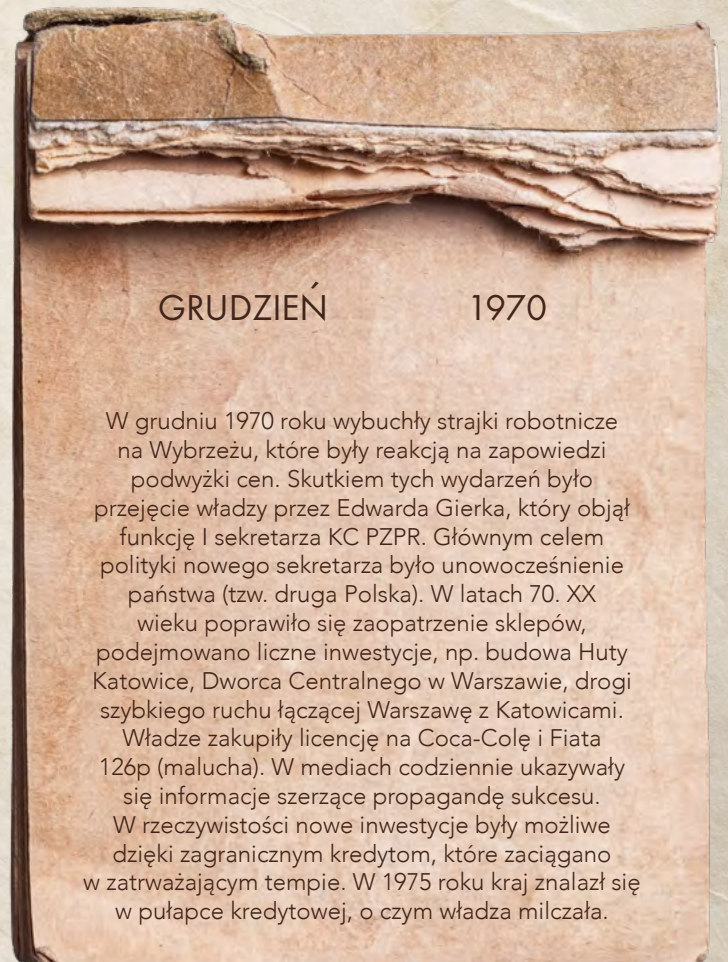 GRUDZIEŃ 1970
W grudniu 1970 roku wybuchły strajki robotnicze
na Wybrzeżu, które były reakcją na zapowiedzi
podwyżki cen. Skutkiem tych wydarzeń było
przejęcie władzy przez Edwarda Gierka, który objął
funkcję I sekretarza KC PZPR. Głównym celem
polityki nowego sekretarza było unowocześnienie
państwa (tzw. druga Polska). W latach 70. XX
wieku poprawiło się zaopatrzenie sklepów,
podejmowano liczne inwestycje, np. budowa Huty
Katowice, Dworca Centralnego w Warszawie, drogi
szybkiego ruchu łączącej Warszawę z Katowicami.
Władze zakupiły licencję na Coca-Colę i Fiata
126p (malucha). W mediach codziennie ukazywały
się informacje szerzące propagandę sukcesu.
W rzeczywistości nowe inwestycje były możliwe
dzięki zagranicznym kredytom, które zaciągano
w zatrważającym tempie. W 1975 roku kraj znalazł się
w pułapce kredytowej, o czym władza milczała.